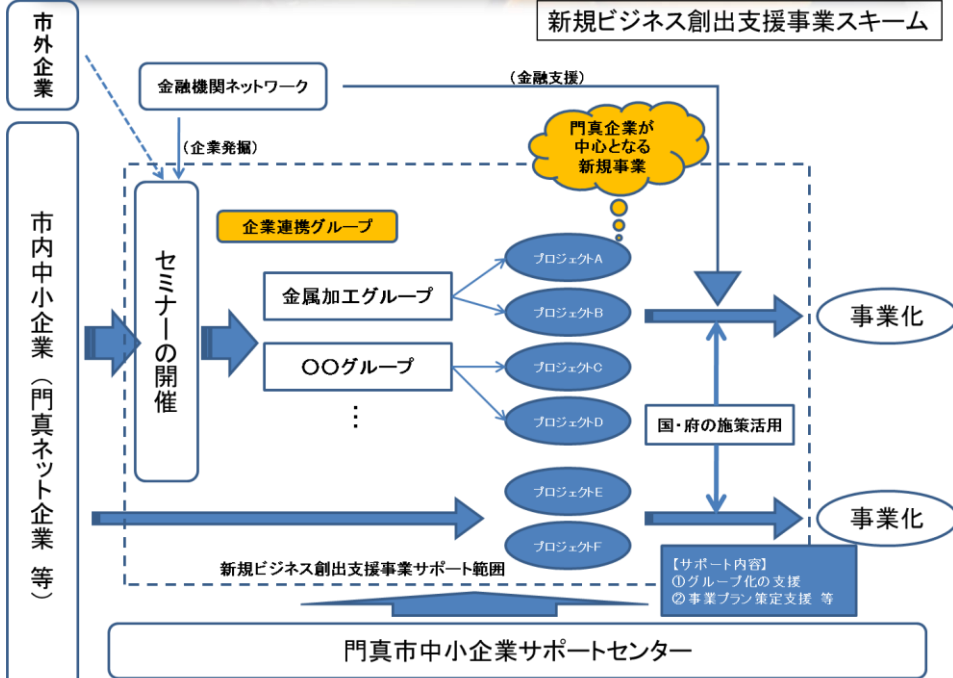 新規ビジネス創出支援事業スキーム
市外企業
金融機関ネットワーク
（金融支援）
（企業発掘）
門真企業が
中心となる
新規事業
市内中小企業（門真ネット企業 等）
セミナーの開催
企業連携グループ
金属加工グループ
〇〇グループ
⋮
プロジェクトA
プロジェクトB
プロジェクトC
プロジェクトD
プロジェクトE
プロジェクトF
事業化
国・府の施策活用
事業化
新規ビジネス創出支援事業サポート範囲
【サポート内容】
①グループ化の支援
②事業プラン策定支援 等
門真市中小企業サポートセンター